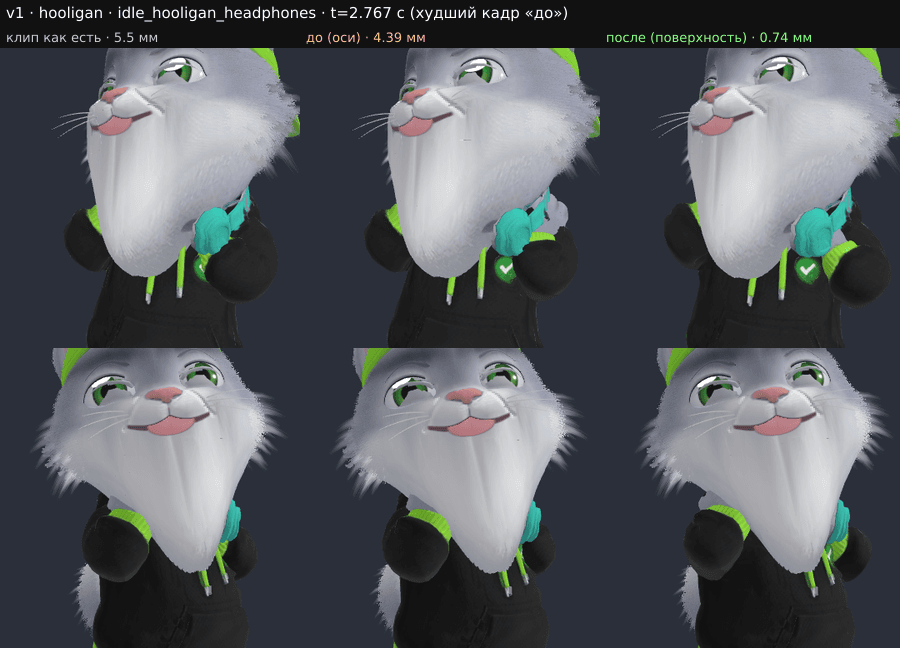 v1 · hooligan · idle_hooligan_headphones · t=2.767 с (худший кадр «до»)
клип как есть · 5.5 мм
до (оси) · 4.39 мм
после (поверхность) · 0.74 мм